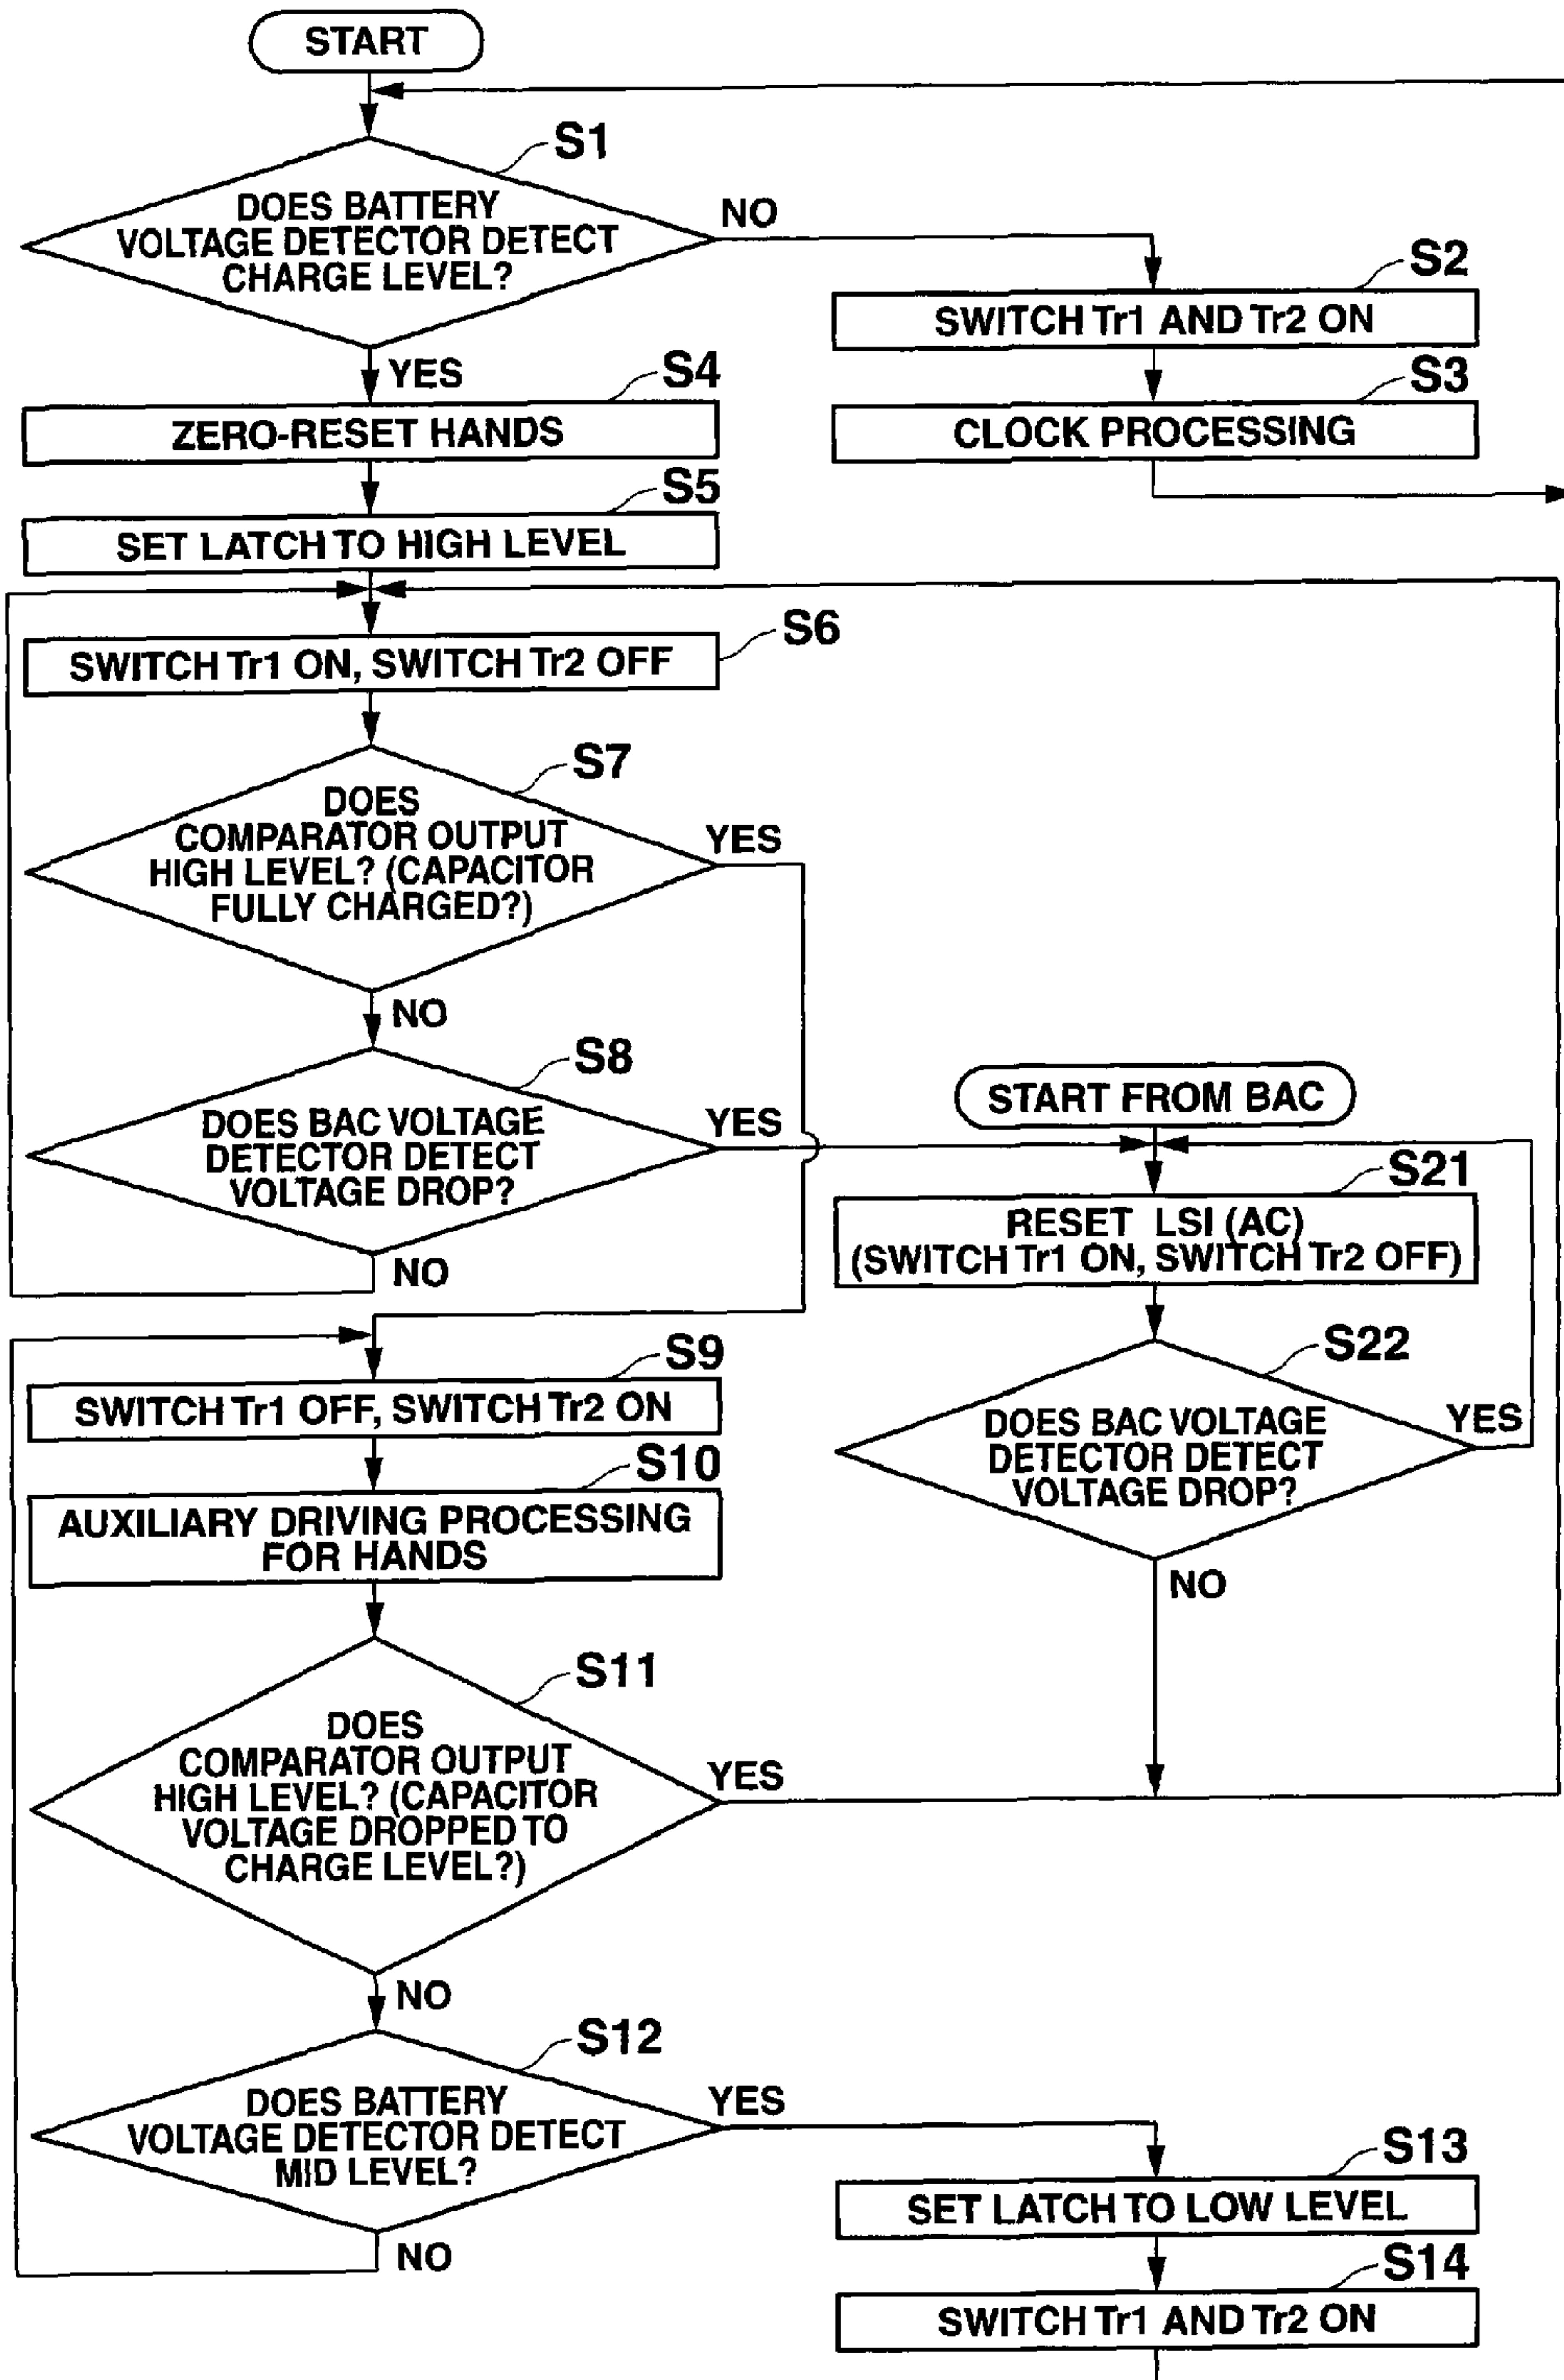 START
S1
DOES BATTERY
VOLTAGE DETECTOR DETECT
CHARGE LEVEL?
NO
S2
SWITCH Tr1 AND Tr2 ON
YES
S4
S3
ZERO-RESET HANDS
CLOCK PROCESSING
S5
SET LATCH TO HIGH LEVEL
S6
SWITCH Tr1 ON, SWITCH Tr2 OFF
S7
DOES
COMPARATOR OUTPUT
HIGH LEVEL? (CAPACITOR
FULLY CHARGED?)
YES
NO
S8
DOES BAC VOLTAGE
DETECTOR DETECT
VOLTAGE DROP?
YES
NO
START FROM BAC
S21
RESET LSI (AC)
(SWITCH Tr1 ON, SWITCH Tr2 OFF)
S22
DOES BAC VOLTAGE
DETECTOR DETECT
VOLTAGE DROP?
YES
NO
S9
SWITCH Tr1 OFF, SWITCH Tr2 ON
S10
AUXILIARY DRIVING PROCESSING
FOR HANDS
S11
DOES
COMPARATOR OUTPUT
HIGH LEVEL? (CAPACITOR
VOLTAGE DROPPED TO
CHARGE LEVEL?)
YES
NO
S12
DOES BATTERY
VOLTAGE DETECTOR DETECT
MID LEVEL?
YES
NO
S13
SET LATCH TO LOW LEVEL
S14
SWITCH Tr1 AND Tr2 ON